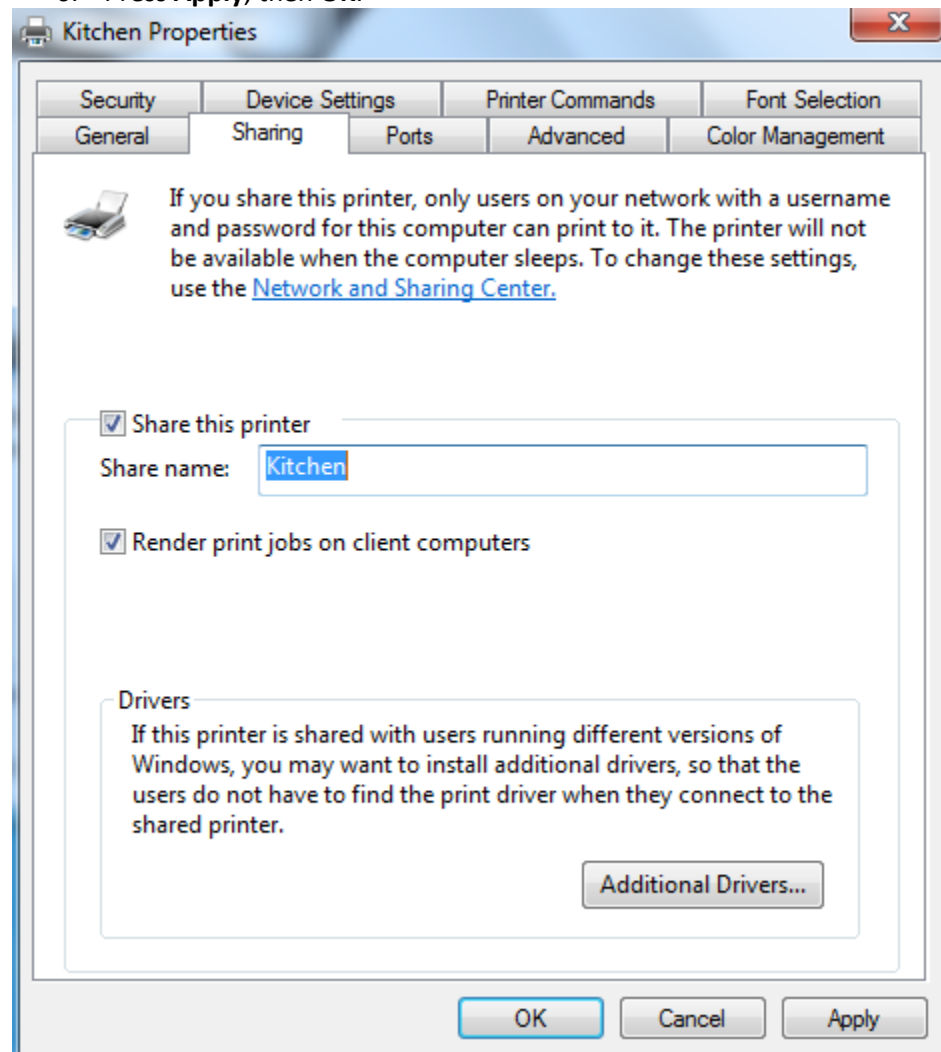 Press Apply, then OK.
Kitchen Properties
Security Device Settings Printer Commands Font Selection
General Sharing Ports Advanced Color Management
If you share this printer, only users on your network with a username
and password for this computer can print to it. The printer will not
be available when the computer sleeps. To change these settings,
use the Network and Sharing Center.
Share this printer
Share name: Kitchen
Render print jobs on client computers
Drivers
If this printer is shared with users running different versions of
Windows, you may want to install additional drivers, so that the
users do not have to find the print driver when they connect to the
shared printer.
Additional Drivers...
OK Cancel Apply